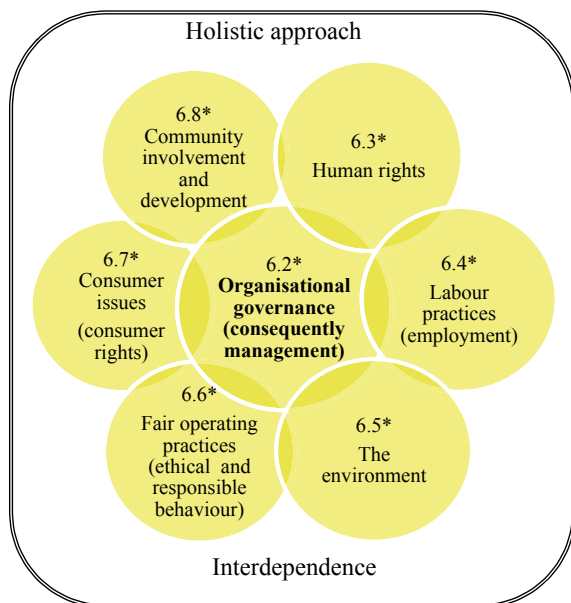 Holistic approach
6.8*
Community
involvement
and
development
6.3*
Human rights
6.7*
Consumer
issues
(consumer
rights)
6.2*
Organisational
governance
(consequently
management)
6.4*
Labour
practices
(employment)
6.6*
Fair operating
practices
(ethical and
responsible
behaviour)
6.5*
The
environment
Interdependence